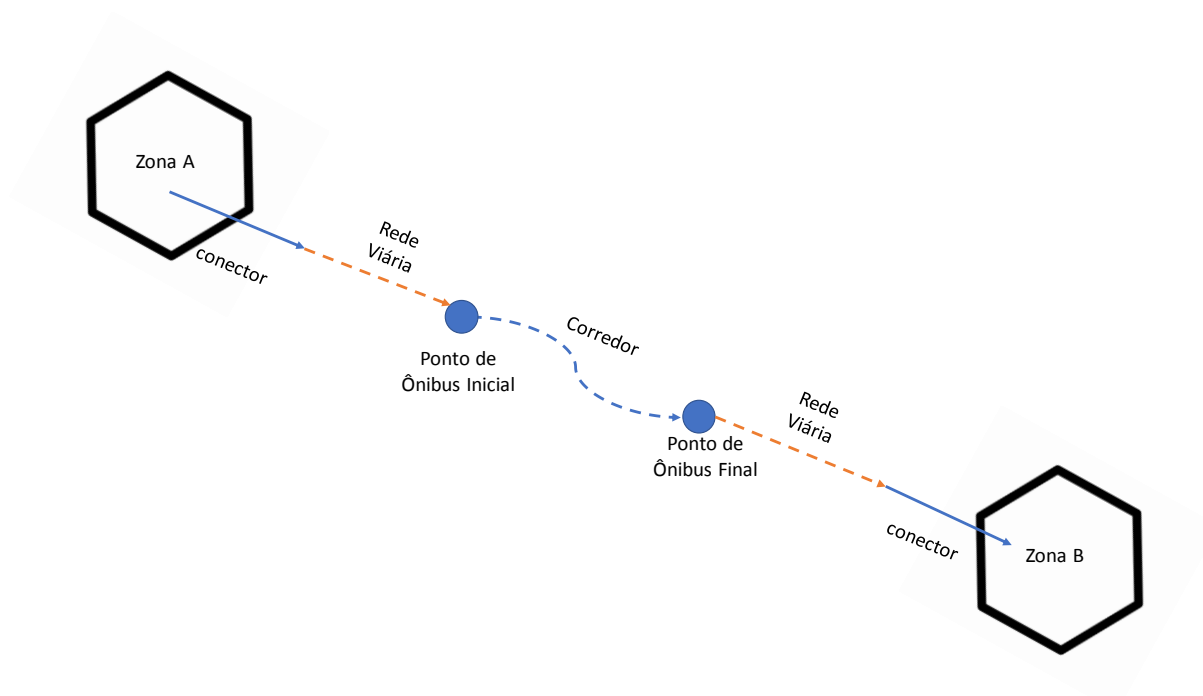 Zona A
conector
Rede
Viária
Ponto de
Ônibus Inicial
Corredor
Ponto de
Ônibus Final
Rede
Viária
conector
Zona B